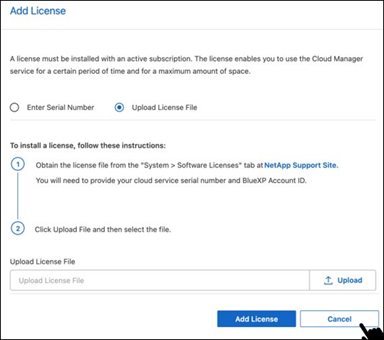 Add License
A license must be installed with an active subscription. The license enables you to use the Cloud Manager
service for a certain period of time and for a maximum amount of space.
Enter Serial Number
Upload License File
To install a license, follow these instructions:
1
Obtain the license file from the "System > Software Licenses" tab at NetApp Support Site.
You will need to provide your cloud service serial number and BlueXP Account ID.
2
Click Upload File and then select the file.
Upload License File
Upload License File
Upload
Add License
Cancel